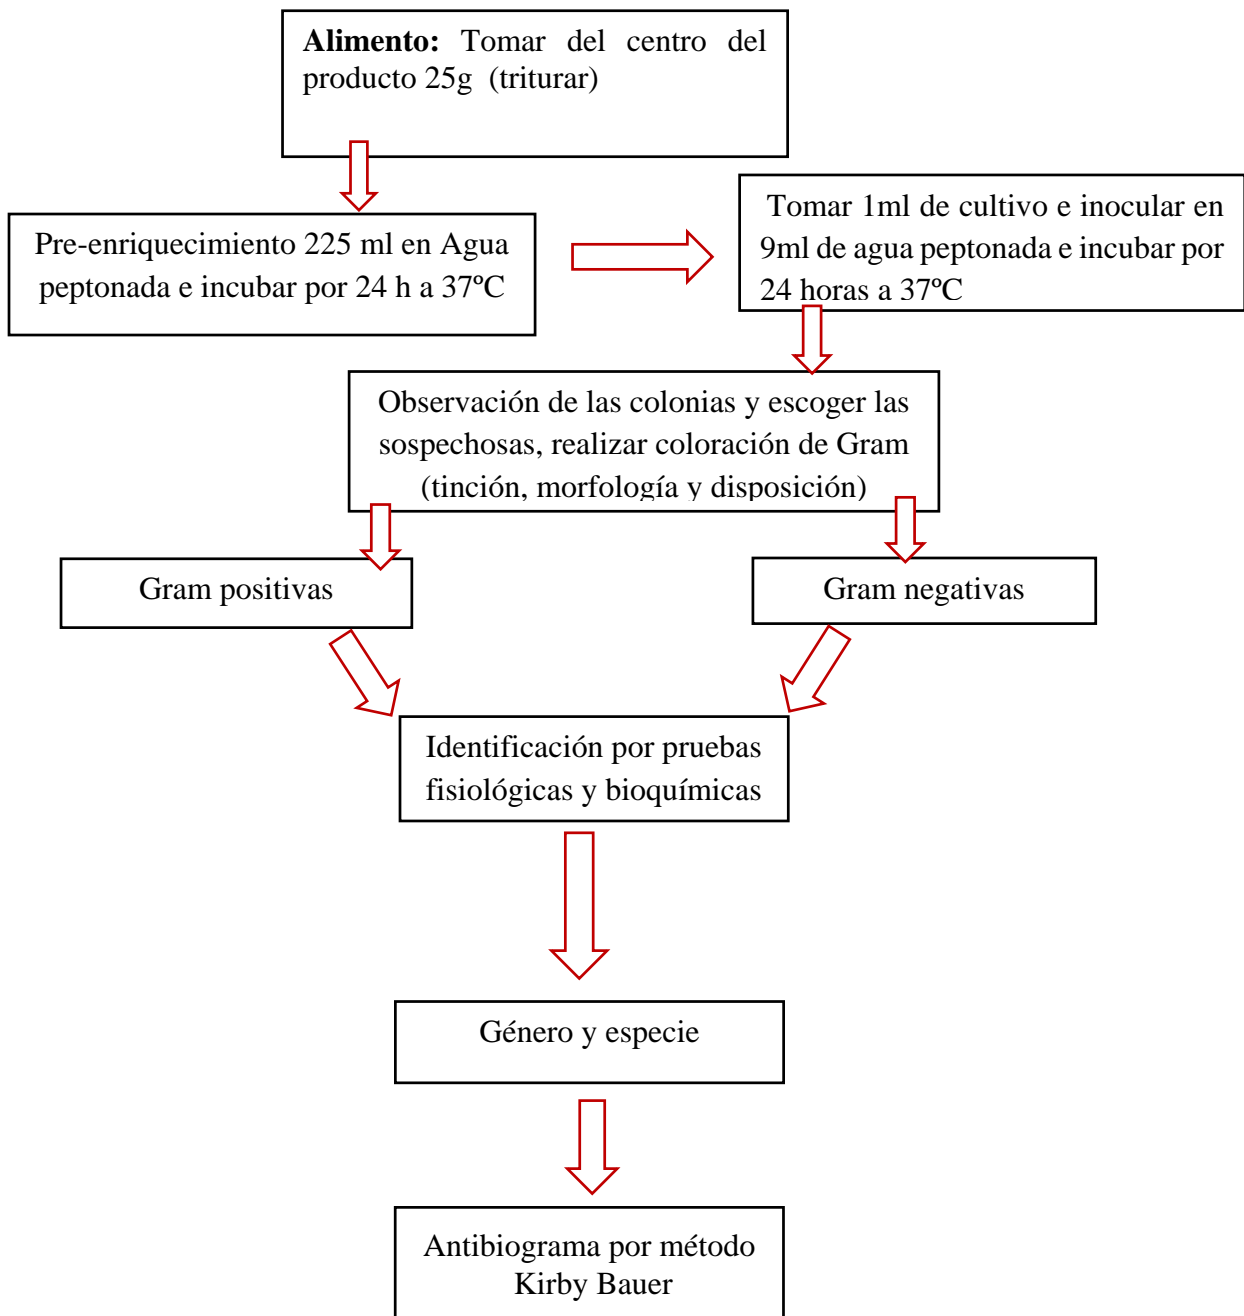 Alimento: Tomar del centro del
producto 25g (triturar)
Pre-enriquecimiento 225 ml en Agua
peptonada e incubar por 24 h a 37ºC
Tomar 1ml de cultivo e inocular en
9ml de agua peptonada e incubar por
24 horas a 37ºC
Observación de las colonias y escoger las
sospechosas, realizar coloración de Gram
(tinción, morfología y disposición)
Gram positivas
Gram negativas
Identificación por pruebas
fisiológicas y bioquímicas
Género y especie
Antibiograma por método
Kirby Bauer